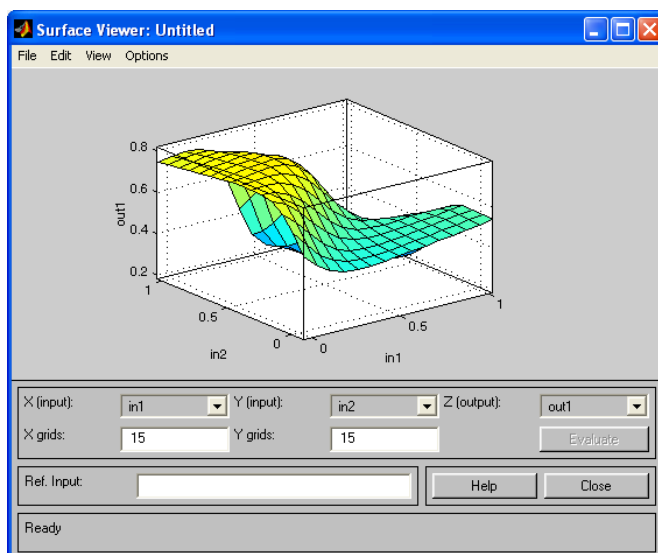 Surface Viewer: Untitled
File Edit View Options
0.8
0.6
0.4
0.2
out1
1
0.5
0
in2
0
0.5
1
in1
X (input): in1 Y (input): in2 Z (output): out1
X grids: 15 Y grids: 15 Evaluate
Ref. Input: Help Close
Ready